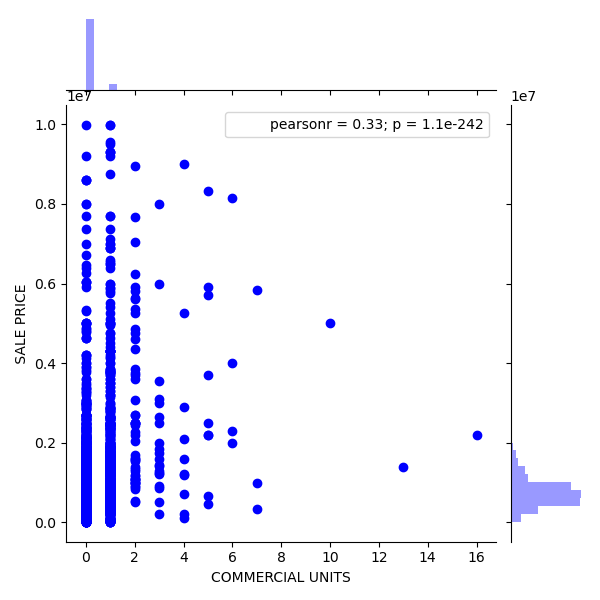 1e7
1e7
pearsonr = 0.33; p = 1.1e-242
1.0
0.8
0.6
0.4
0.2
0.0
SALE PRICE
0 2 4 6 8 10 12 14 16
COMMERCIAL UNITS